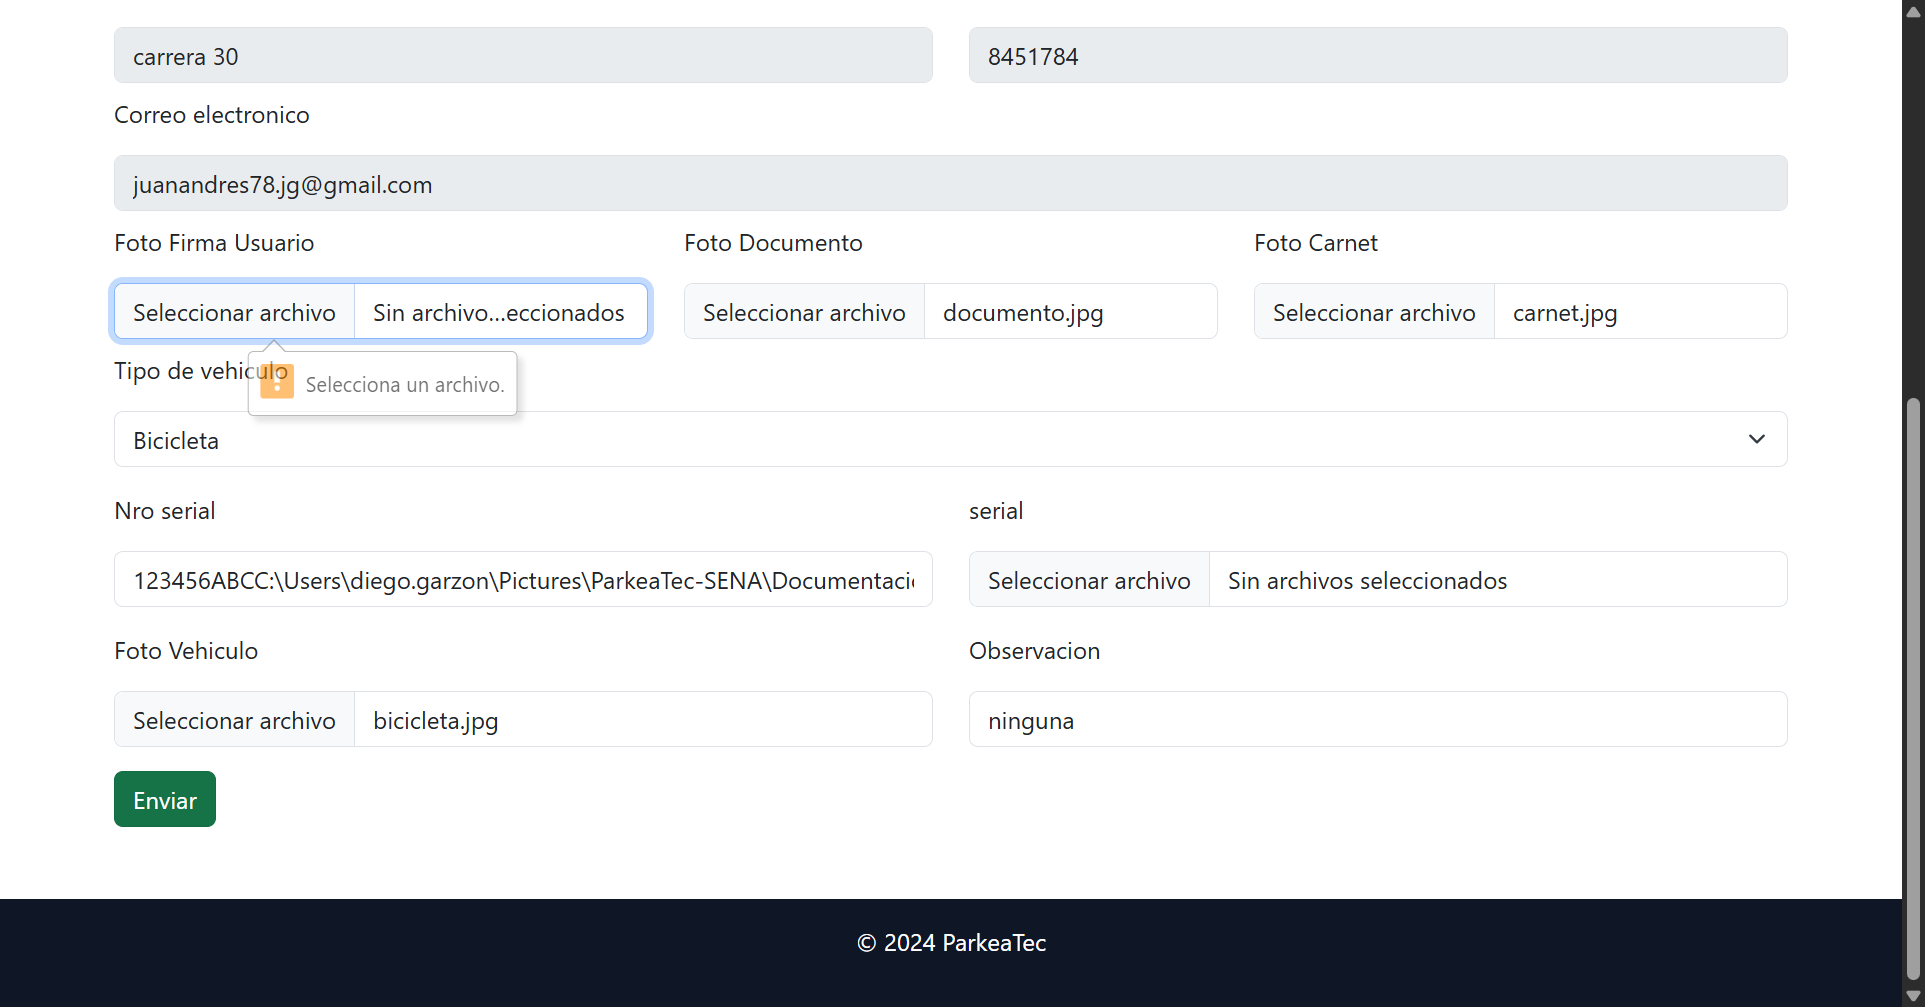 carrera 30
8451784
Correo electronico
juanandres78.jg@gmail.com
Foto Firma Usuario
Foto Documento
Foto Carnet
Seleccionar archivo
Sin archivo...eccionados
Seleccionar archivo
documento.jpg
Seleccionar archivo
carnet.jpg
Tipo de vehiculo
Selecciona un archivo.
Bicicleta
Nro serial
serial
123456ABCC:\Users\diego.garzon\Pictures\ParkeaTec-SENA\Documentaci
Seleccionar archivo
Sin archivos seleccionados
Foto Vehiculo
Observacion
Seleccionar archivo
bicicleta.jpg
ninguna
Enviar
© 2024 ParkeaTec